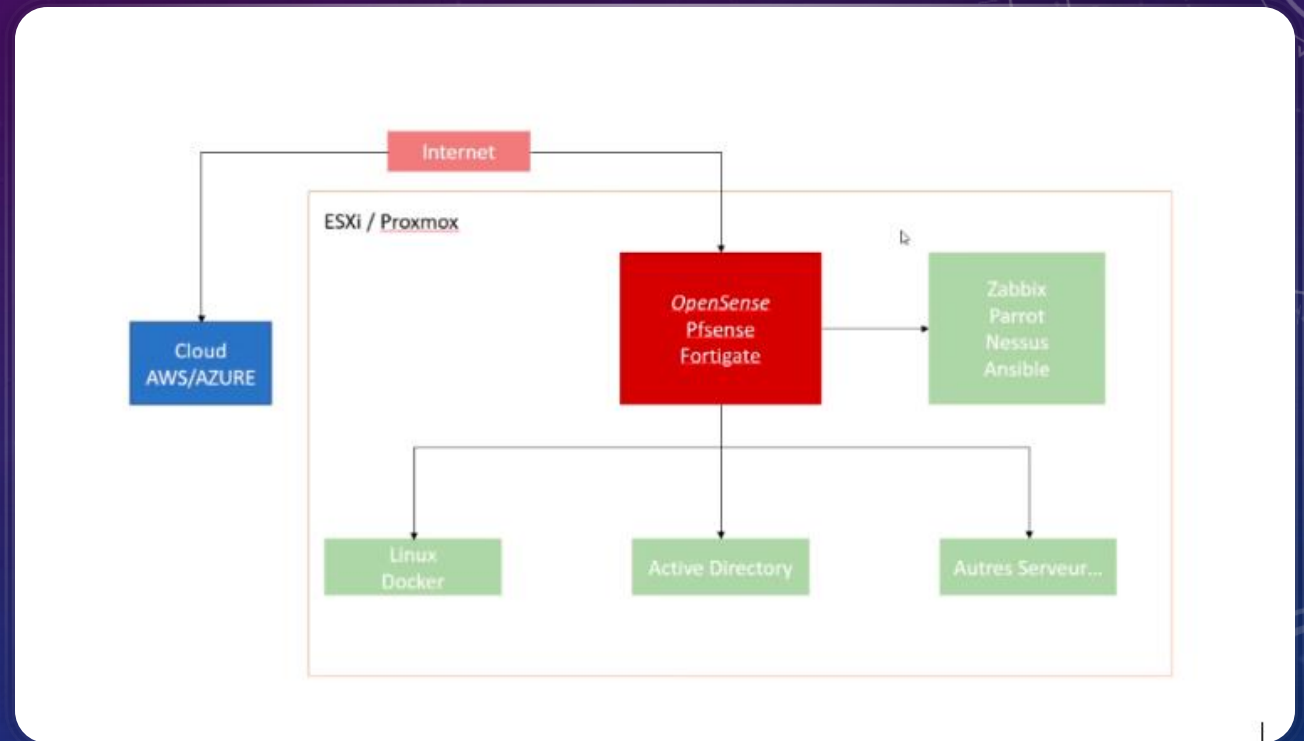 Internet
ESXi / Proxmox
OpenSense
Pfsense
Fortigate
Zabbix
Parrot
Nessus
Ansible
Cloud
AWS/AZURE
Linux
Docker
Active Directory
Autres Serveur...